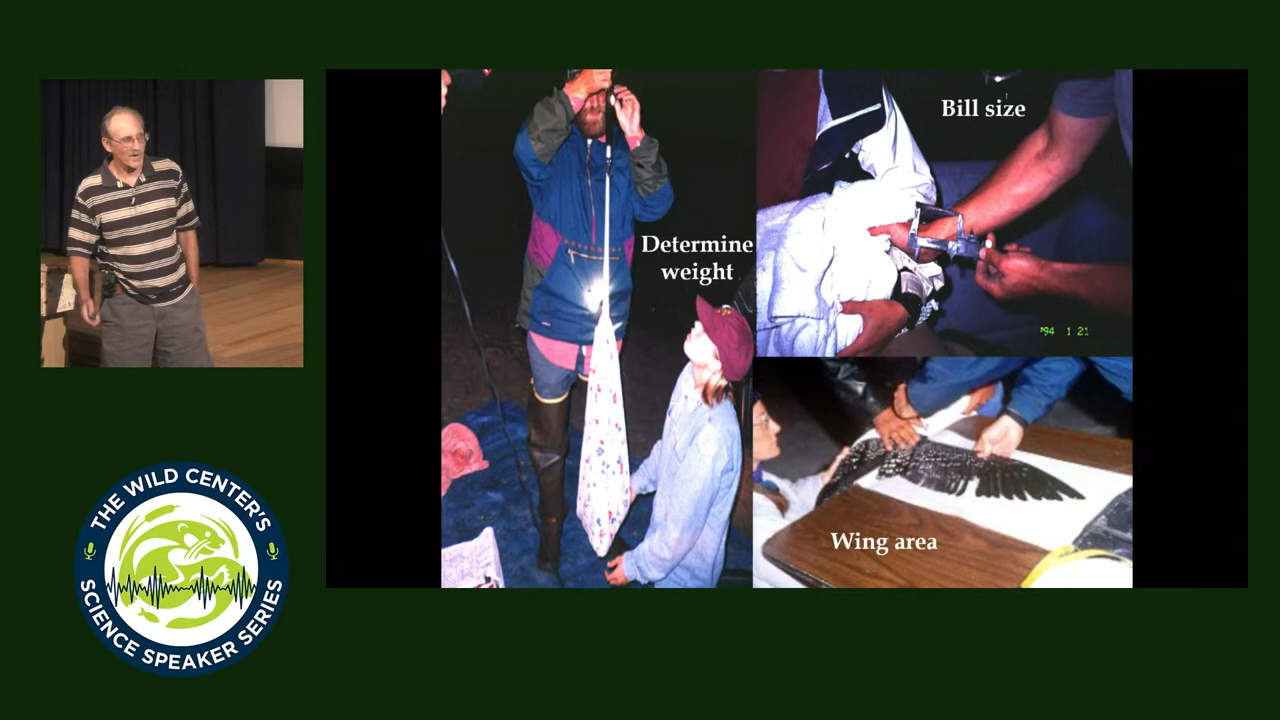 Determine
weight
Bill size
'94 1 21
Wing area
THE WILD CENTER'S
SCIENCE SPEAKER SERIES